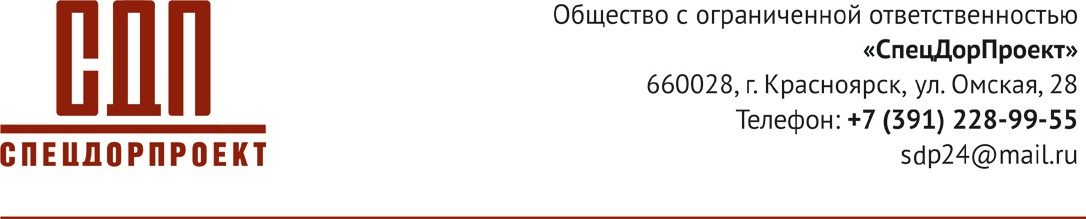 СДП
СПЕЦДОРПРОЕКТ
Общество с ограниченной ответственностью
«СпецДорПроект»
660028, г. Красноярск, ул. Омская, 28
Телефон: +7 (391) 228-99-55
sdp24@mail.ru